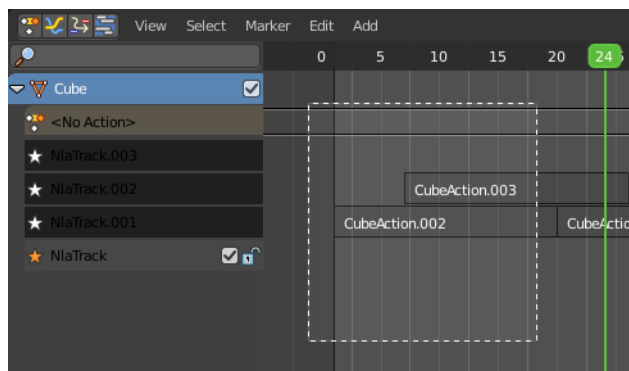 View Select Marker Edit Add
0 5 10 15 20 24
Cube
<No Action>
NlaTrack.003
NlaTrack.002 CubeAction.003
NlaTrack.001 CubeAction.002
NlaTrack